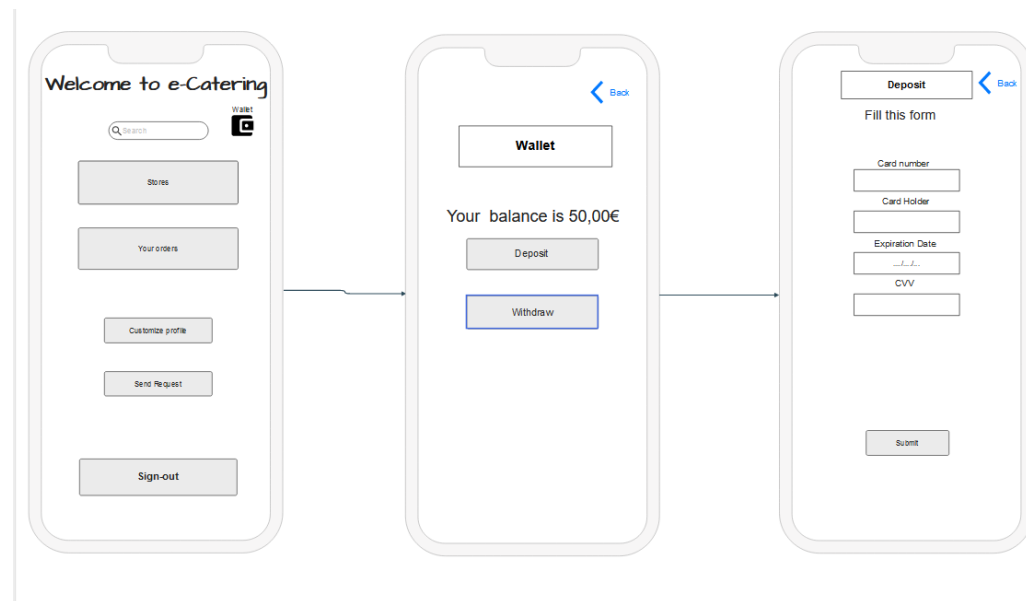 Welcome to e-Catering
Wallet
Search
Stores
Your orders
Customize profile
Send Request
Sign-out
Back
Wallet
Your balance is 50,00€
Deposit
Withdraw
Deposit
Back
Fill this form
Card number
Card Holder
Expiration Date
.../.../...
CVV
Submit